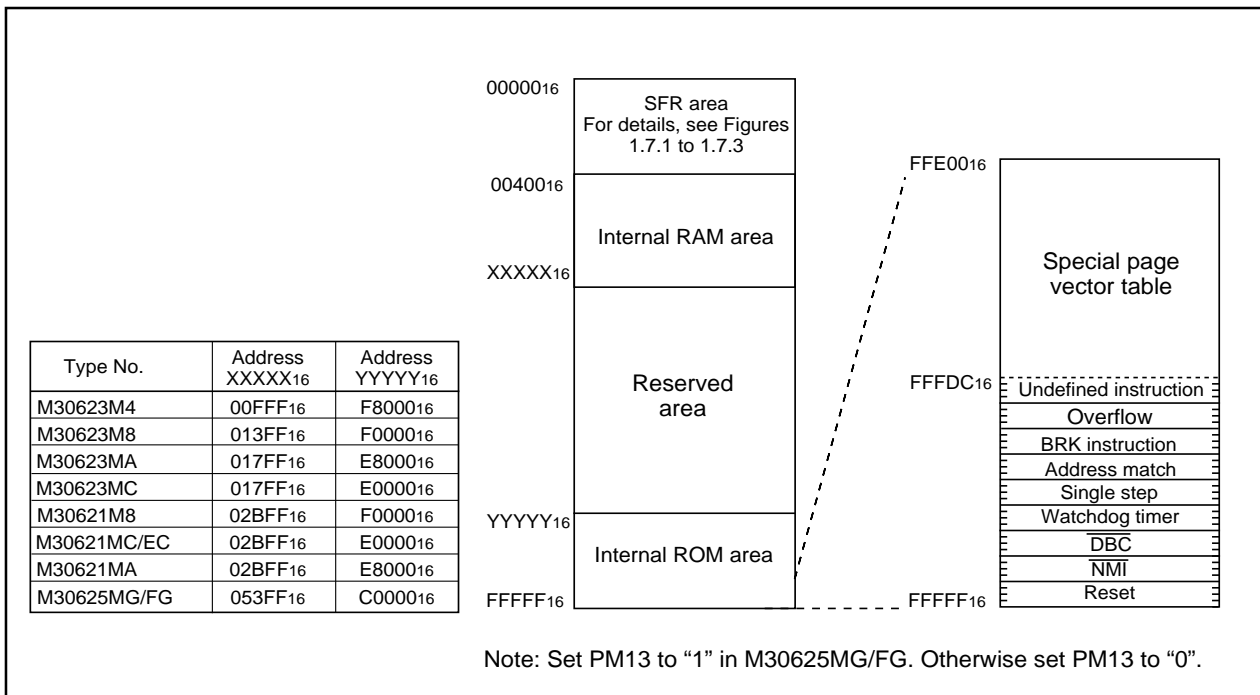 0000016
SFR area
For details, see Figures
1.7.1 to 1.7.3
0040016
Internal RAM area
XXXXX16
Reserved
area
YYYYY16
Internal ROM area
FFFFF16
FFE0016
Special page
vector table
FFFDC16
Undefined instruction
Overflow
BRK instruction
Address match
Single step
Watchdog timer
DBC
NMI
Reset
FFFFF16
Type No. Address XXXXX16 Address YYYYY16
M30623M4 00FFF16 F800016
M30623M8 013FF16 F000016
M30623MA 017FF16 E800016
M30623MC 017FF16 E000016
M30621M8 02BFF16 F000016
M30621MC/EC 02BFF16 E000016
M30621MA 02BFF16 E800016
M30625MG/FG 053FF16 C000016
Note: Set PM13 to “1” in M30625MG/FG. Otherwise set PM13 to “0”.